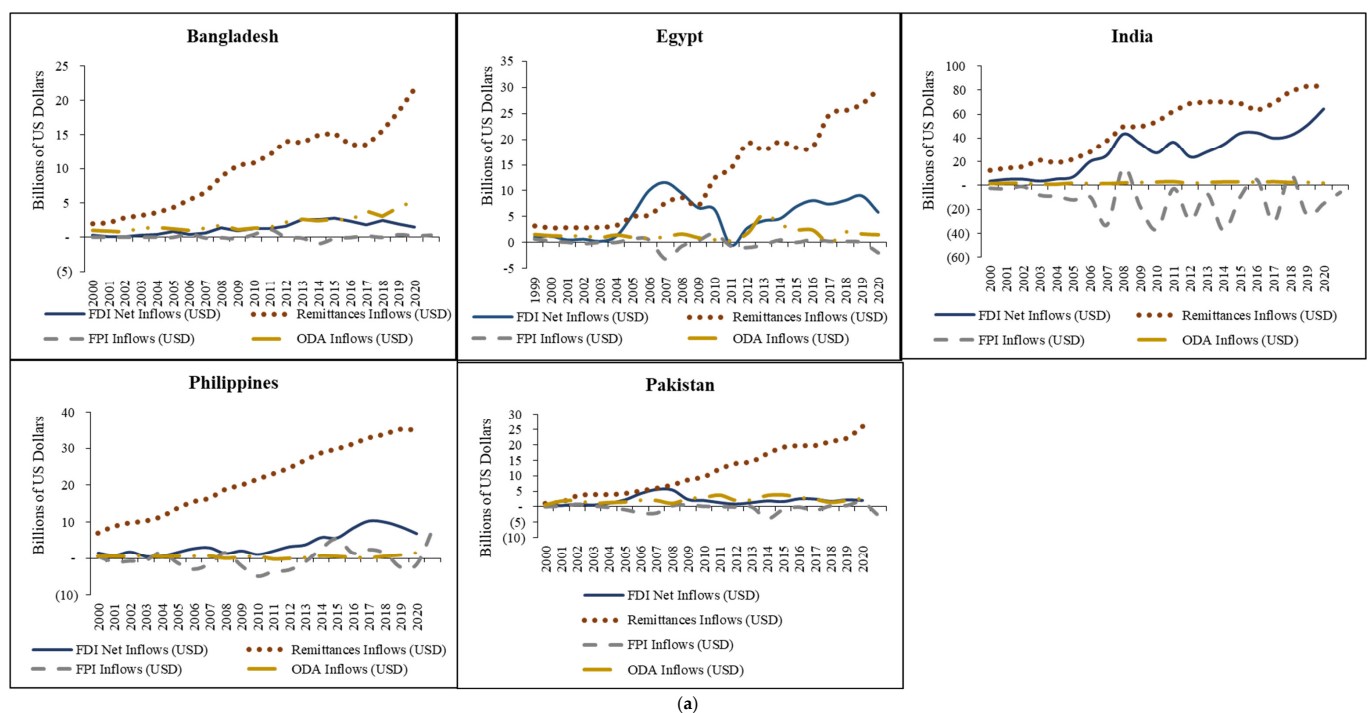 Bangladesh
Billions of US Dollars
25
20
15
10
5
-
(5)
2000 2001 2002 2003 2004 2005 2006 2007 2008 2009 2010 2011 2012 2013 2014 2015 2016 2017 2018 2019 2020
FDI Net Inflows (USD) Remittances Inflows (USD)
FPI Inflows (USD) ODA Inflows (USD)
Egypt
Billions of US Dollars
35
30
25
20
15
10
5
0
-5
1999 2000 2001 2002 2003 2004 2005 2006 2007 2008 2009 2010 2011 2012 2013 2014 2015 2016 2017 2018 2019 2020
FDI Net Inflows (USD) Remittances Inflows (USD)
FPI Inflows (USD) ODA Inflows (USD)
India
Billions of US Dollars
100
80
60
40
20
-
(20)
(40)
(60)
2000 2001 2002 2003 2004 2005 2006 2007 2008 2009 2010 2011 2012 2013 2014 2015 2016 2017 2018 2019 2020
FDI Net Inflows (USD) Remittances Inflows (USD)
FPI Inflows (USD) ODA Inflows (USD)
Philippines
Billions of US Dollars
40
30
20
10
-
(10)
2000 2001 2002 2003 2004 2005 2006 2007 2008 2009 2010 2011 2012 2013 2014 2015 2016 2017 2018 2019 2020
FDI Net Inflows (USD) Remittances Inflows (USD)
FPI Inflows (USD) ODA Inflows (USD)
Pakistan
Billions of US Dollars
30
25
20
15
10
5
-
(5)
(10)
2000 2001 2002 2003 2004 2005 2006 2007 2008 2009 2010 2011 2012 2013 2014 2015 2016 2017 2018 2019 2020
FDI Net Inflows (USD)
Remittances Inflows (USD)
FPI Inflows (USD)
ODA Inflows (USD)
(a)